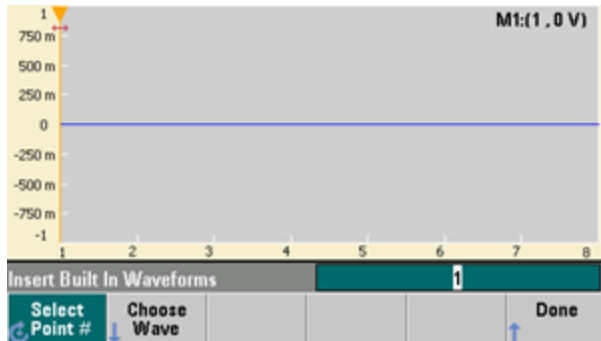 M1:(1 , 0 V)
1
750 m
500 m
250 m
0
-250 m
-500 m
-750 m
-1
1 2 3 4 5 6 7 8
Insert Built In Waveforms 1
Select Point #
Choose Wave
Done